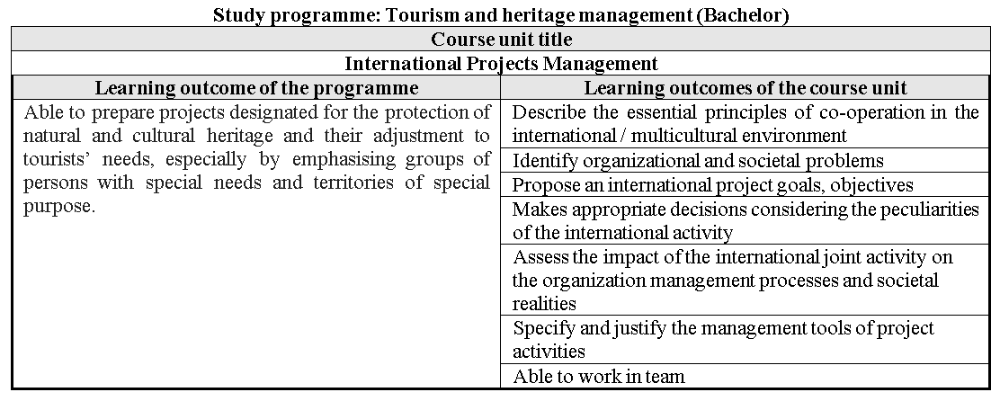 Study programme: Tourism and heritage management (Bachelor)
Course unit title
International Projects Management
Learning outcome of the programme
Learning outcomes of the course unit
Able to prepare projects designated for the protection of
natural and cultural heritage and their adjustment to
tourists’ needs, especially by emphasising groups of
persons with special needs and territories of special
purpose.
Describe the essential principles of co-operation in the
international / multicultural environment
Identify organizational and societal problems
Propose an international project goals, objectives
Makes appropriate decisions considering the peculiarities
of the international activity
Assess the impact of the international joint activity on
the organization management processes and societal
realities
Specify and justify the management tools of project
activities
Able to work in team